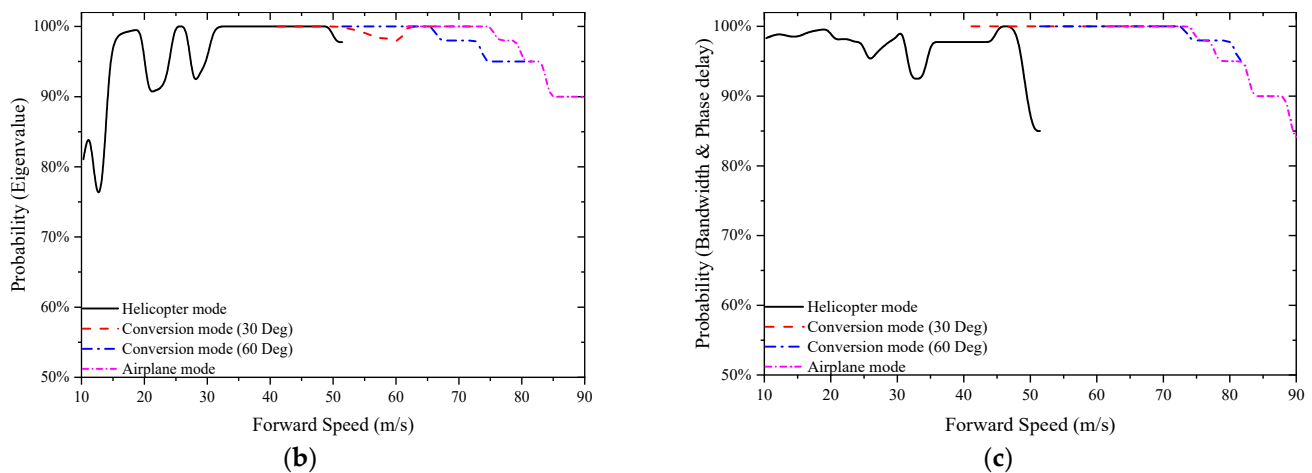 Probability (Eigenvalue)
100%
90%
80%
70%
60%
50%
Helicopter mode
Conversion mode (30 Deg)
Conversion mode (60 Deg)
Airplane mode
10 20 30 40 50 60 70 80 90
Forward Speed (m/s)
(b)
Probability (Bandwidth & Phase delay)
100%
90%
80%
70%
60%
50%
Helicopter mode
Conversion mode (30 Deg)
Conversion mode (60 Deg)
Airplane mode
10 20 30 40 50 60 70 80 90
Forward Speed (m/s)
(c)